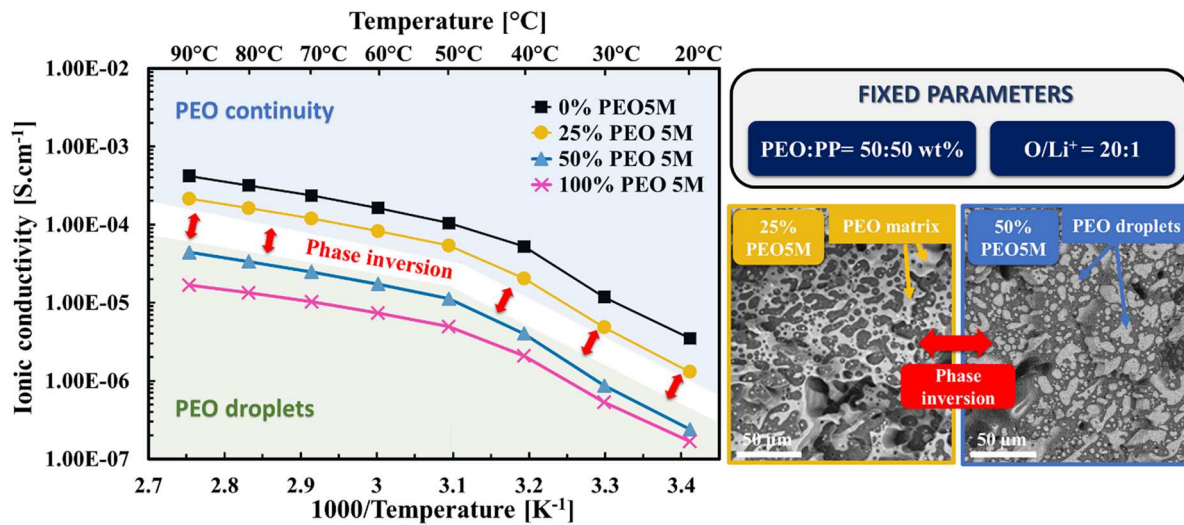 Temperature [°C]
90°C 80°C 70°C 60°C 50°C 40°C 30°C 20°C
1.00E-02
1.00E-03
1.00E-04
1.00E-05
1.00E-06
1.00E-07
Ionic conductivity [S.cm-1]
PEO continuity
0% PEO5M
25% PEO 5M
50% PEO 5M
100% PEO 5M
Phase inversion
PEO droplets
2.7 2.8 2.9 3 3.1 3.2 3.3 3.4
1000/Temperature [K-1]
FIXED PARAMETERS
PEO:PP= 50:50 wt%
O/Li+ = 20:1
25%
PEO5M
PEO matrix
50 µm
50%
PEO5M
PEO droplets
50 µm
Phase
inversion